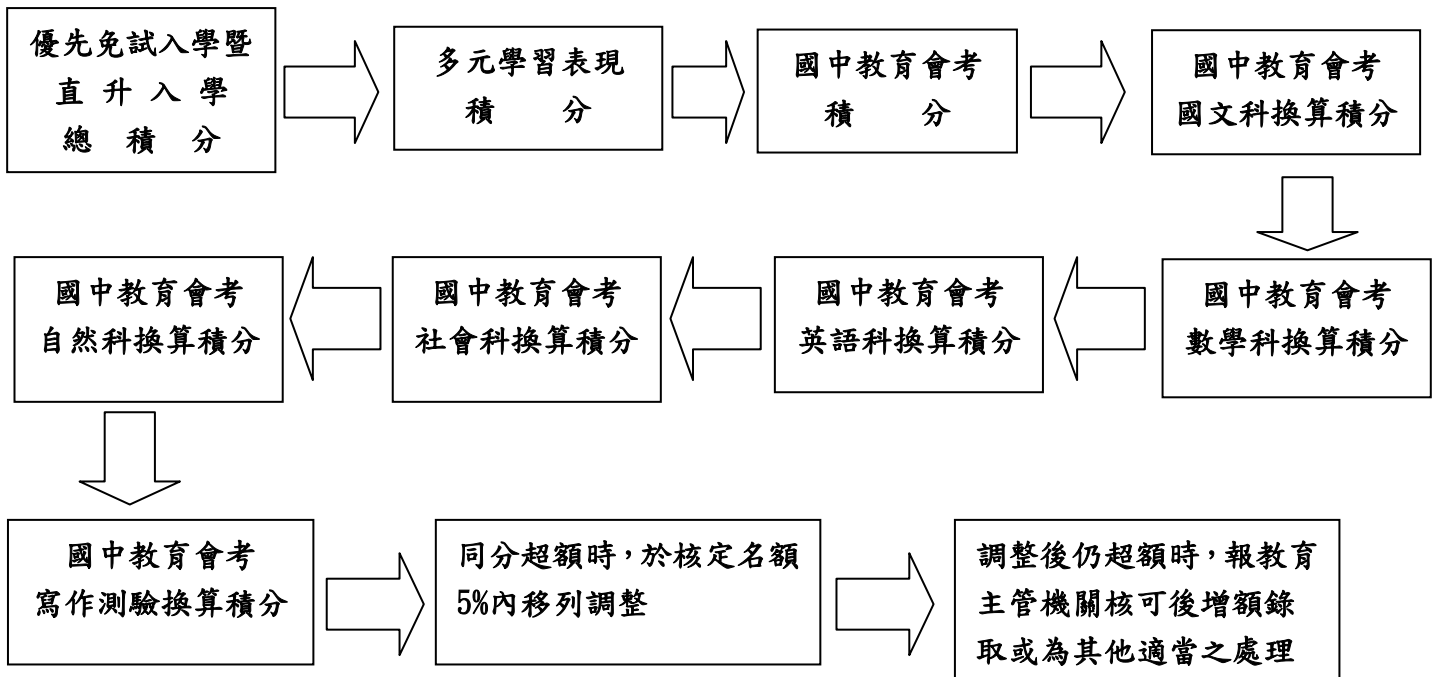 優先免試入學暨
直升入學
總積分
多元學習表現
積分
國中教育會考
積分
國中教育會考
國文科換算積分
國中教育會考
數學科換算積分
國中教育會考
英語科換算積分
國中教育會考
社會科換算積分
國中教育會考
自然科換算積分
國中教育會考
寫作測驗換算積分
同分超額時，於核定名額
5%內移列調整
調整後仍超額時，報教育
主管機關核可後增額錄
取或為其他適當之處理